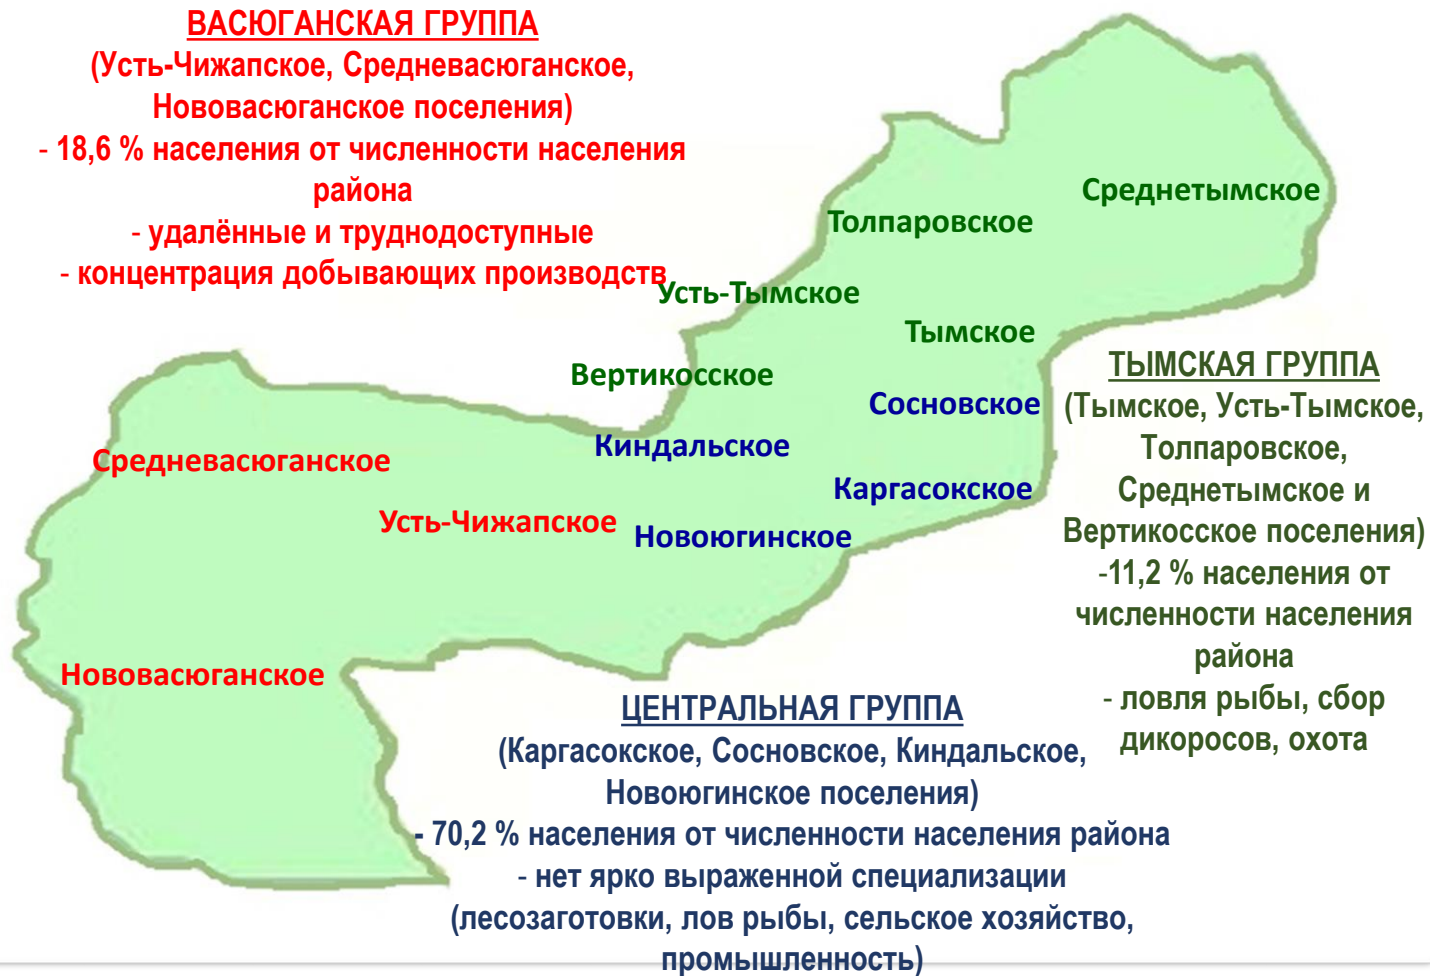 ВАСЮГАНСКАЯ ГРУППА
(Усть-Чижапское, Средневасюганское,
Нововасюганское поселения)
- 18,6 % населения от численности населения
района
- удалённые и труднодоступные
- концентрация добывающих производств
Среднетымское
Толпаровское
Усть-Тымское
Тымское
Вертикосское
Сосновское
Киндальское
Средневасюганское
Каргасокское
Усть-Чижапское
Новоюгинское
Нововасюганское
ТЫМСКАЯ ГРУППА
(Тымское, Усть-Тымское,
Толпаровское,
Среднетымское и
Вертикосское поселения)
-11,2 % населения от
численности населения
района
- ловля рыбы, сбор
дикоросов, охота
ЦЕНТРАЛЬНАЯ ГРУППА
(Каргасокское, Сосновское, Киндальское,
Новоюгинское поселения)
- 70,2 % населения от численности населения района
- нет ярко выраженной специализации
(лесозаготовки, лов рыбы, сельское хозяйство,
промышленность)